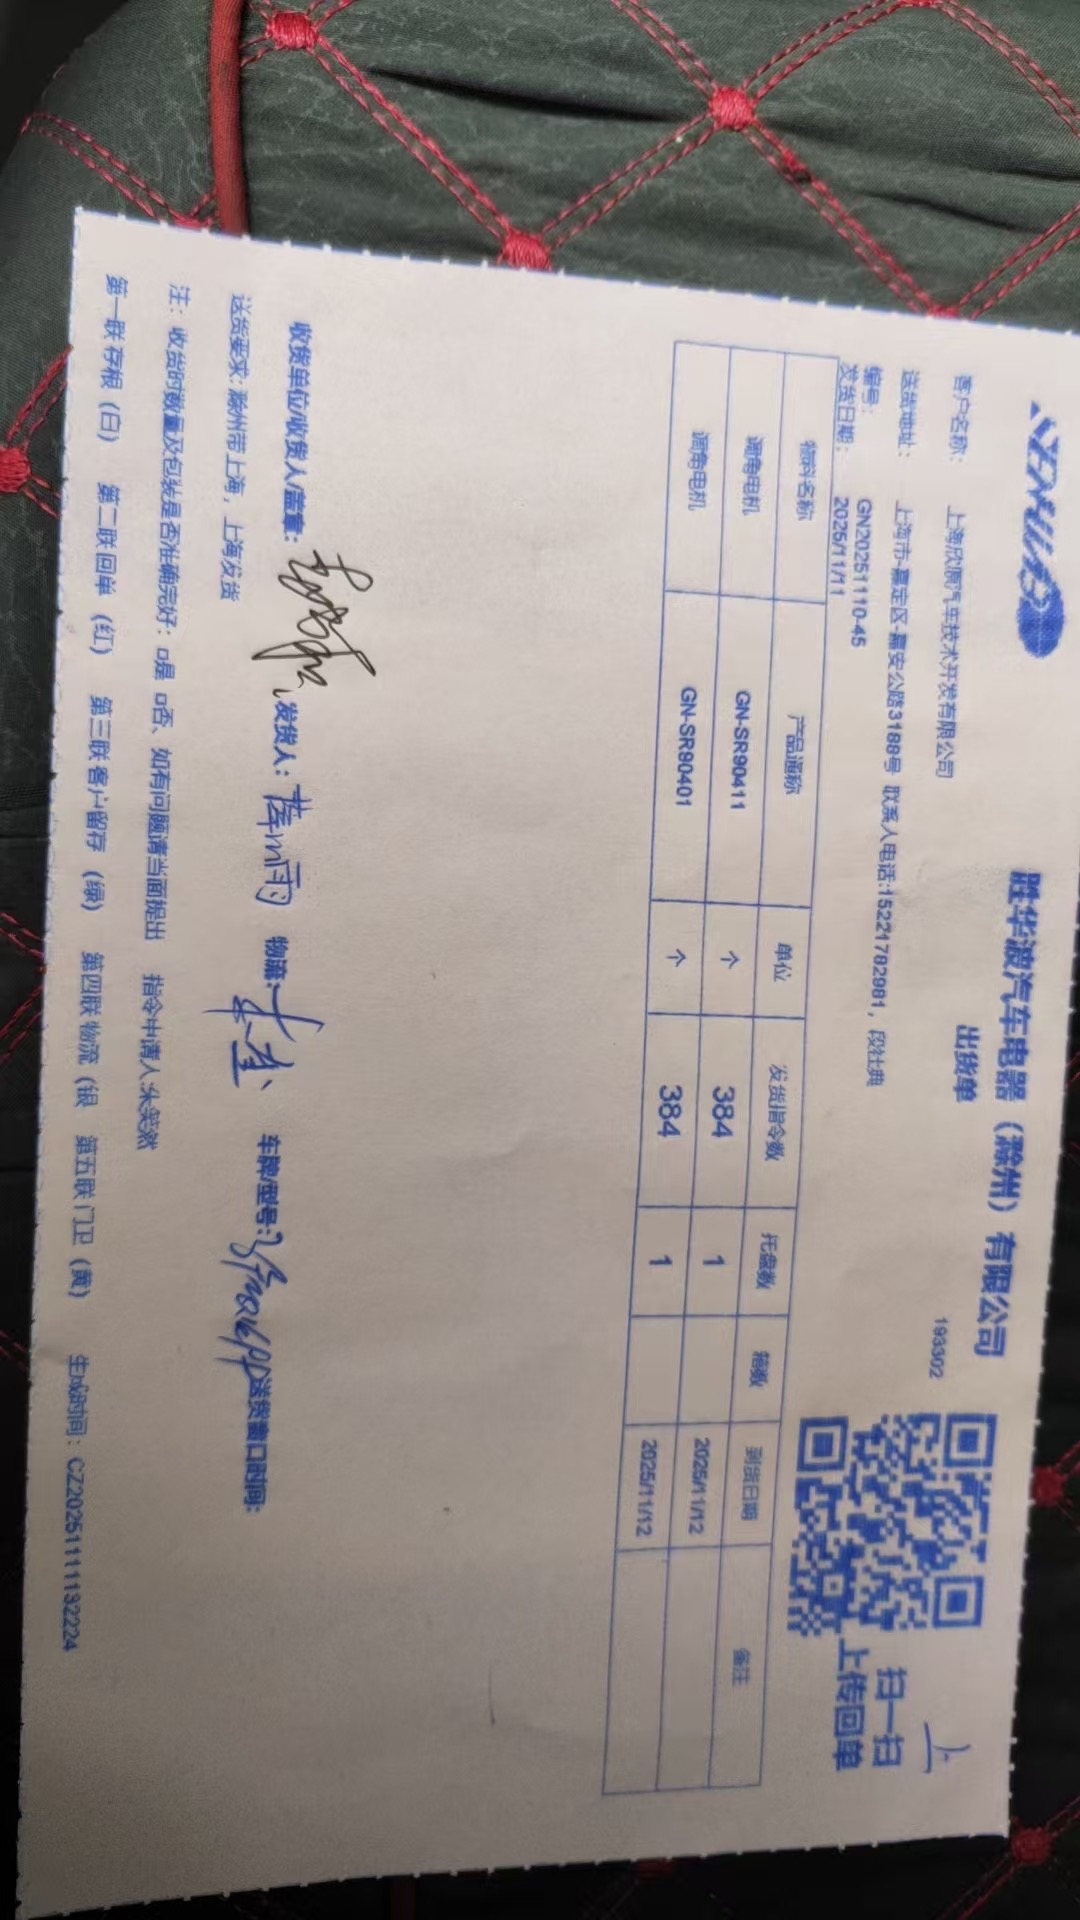 胜华波汽车电器（滁州）有限公司
出货单
193302
扫一扫
上传回单
客户名称： 上海欣原汽车技术开发有限公司
送货地址： 上海市-嘉定区-嘉安公路3188号 联系人电话:15221782981，段社典
编号： GN20251110-45
发货日期： 2025/11/11
物料名称 产品通称 单位 发货指令数 托盘数 箱数 到货日期 备注
调角电机 GN-SR90411 个 384 1 2025/11/12
调角电机 GN-SR90401 个 384 1 2025/11/12
收货单位/收货人/盖章： 发货人： 物流: 车牌/型号: 送货窗口时间:
送货要求: 滁州带上海，上海发货
注： 收货时数量及包装是否准确完好：□是 □否、如有问题请当面提出 指令申请人:朱笑然
第一联存根（白） 第二联回单（红） 第三联客户留存（绿） 第四联物流（银 第五联门卫（黄） 生成时间：CZ20251111132224